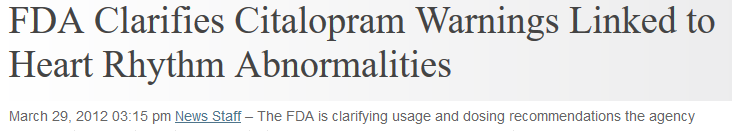 FDA Clarifies Citalopram Warnings Linked to
Heart Rhythm Abnormalities
March 29, 2012 03:15 pm News Staff – The FDA is clarifying usage and dosing recommendations the agency